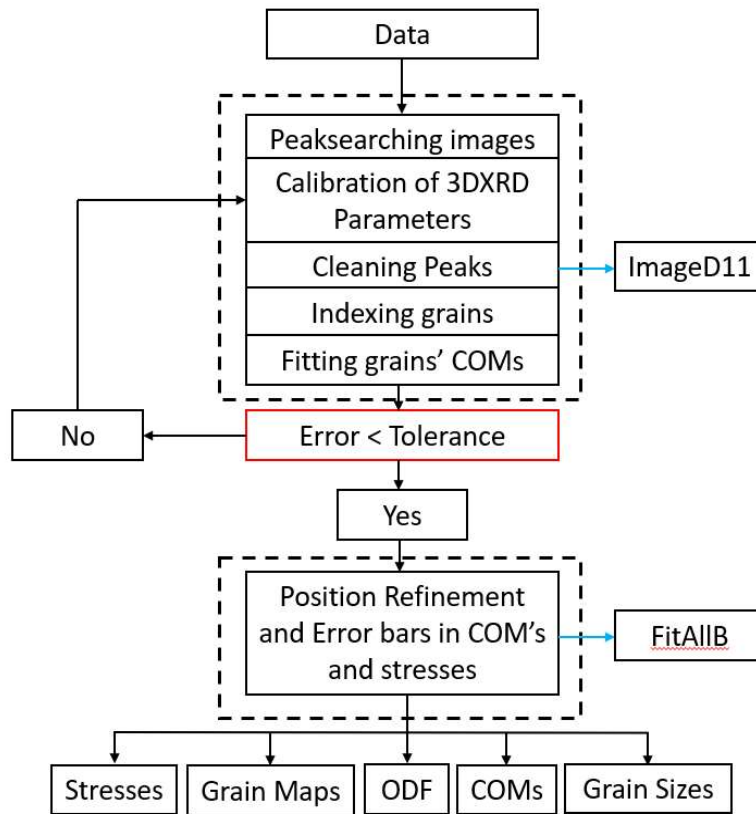 Data
Peaksearching images
Calibration of 3DXRD
Parameters
Cleaning Peaks
ImageD11
Indexing grains
Fitting grains' COMs
No
Error < Tolerance
Yes
Position Refinement
and Error bars in COM's
and stresses
FitAllB
Stresses
Grain Maps
ODF
COMs
Grain Sizes